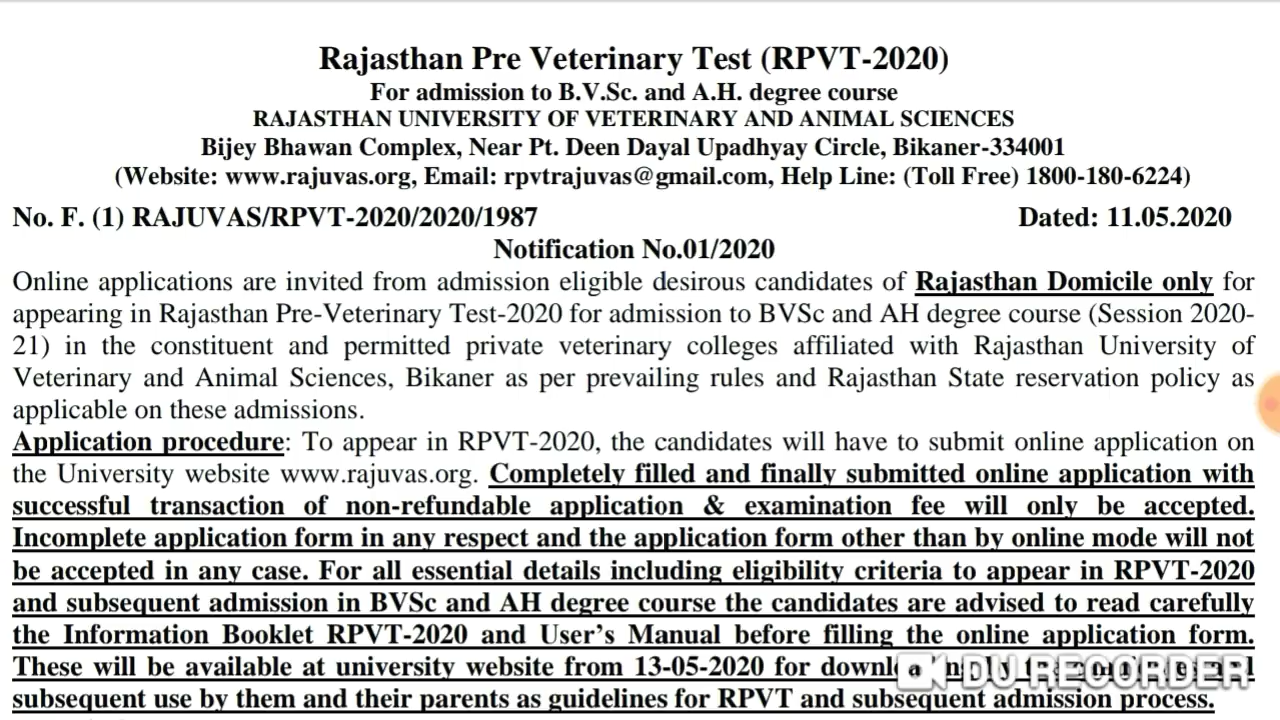 Rajasthan Pre Veterinary Test (RPVT-2020)
For admission to B.V.Sc. and A.H. degree course
RAJASTHAN UNIVERSITY OF VETERINARY AND ANIMAL SCIENCES
Bijey Bhawan Complex, Near Pt. Deen Dayal Upadhyay Circle, Bikaner-334001
(Website: www.rajuvas.org, Email: rpvtrajuvas@gmail.com, Help Line: (Toll Free) 1800-180-6224)
No. F. (1) RAJUVAS/RPVT-2020/2020/1987 Dated: 11.05.2020
Notification No.01/2020
Online applications are invited from admission eligible desirous candidates of Rajasthan Domicile only for
appearing in Rajasthan Pre-Veterinary Test-2020 for admission to BVSc and AH degree course (Session 2020-
21) in the constituent and permitted private veterinary colleges affiliated with Rajasthan University of
Veterinary and Animal Sciences, Bikaner as per prevailing rules and Rajasthan State reservation policy as
applicable on these admissions.
Application procedure: To appear in RPVT-2020, the candidates will have to submit online application on
the University website www.rajuvas.org. Completely filled and finally submitted online application with
successful transaction of non-refundable application & examination fee will only be accepted.
Incomplete application form in any respect and the application form other than by online mode will not
be accepted in any case. For all essential details including eligibility criteria to appear in RPVT-2020
and subsequent admission in BVSc and AH degree course the candidates are advised to read carefully
the Information Booklet RPVT-2020 and User's Manual before filling the online application form.
These will be available at university website from 13-05-2020 for
DU RECORDER
subsequent use by them and their parents as guidelines for RPVT and subsequent admission process.